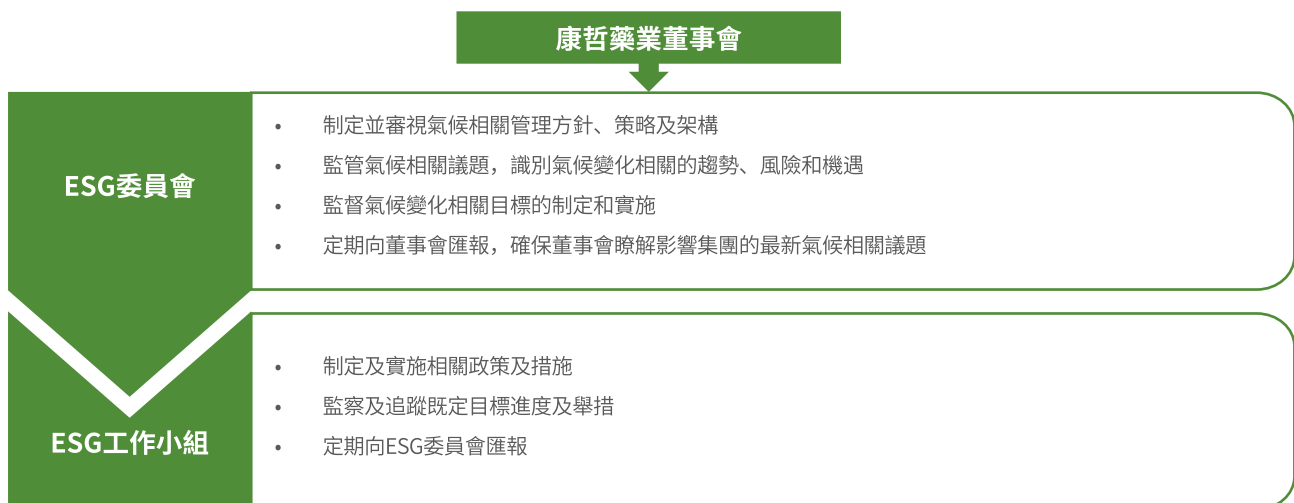 康哲藥業董事會
ESG委員會
• 制定並審視氣候相關管理方針、策略及架構
• 監管氣候相關議題，識別氣候變化相關的趨勢、風險和機遇
• 監督氣候變化相關目標的制定和實施
• 定期向董事會匯報，確保董事會瞭解影響集團的最新氣候相關議題
ESG工作小組
• 制定及實施相關政策及措施
• 監察及追蹤既定目標進度及舉措
• 定期向ESG委員會匯報